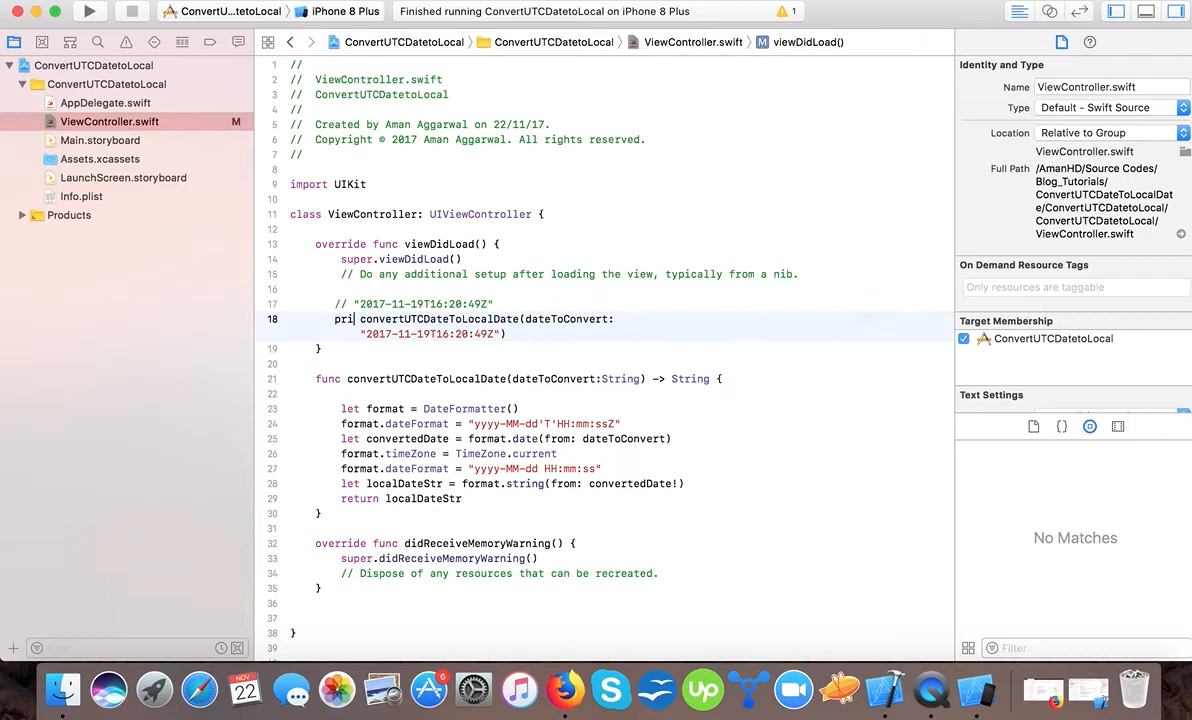 ConvertU...tetoLocal
iPhone 8 Plus
Finished running ConvertUTCDatetoLocal on iPhone 8 Plus
1
ConvertUTCDatetoLocal
ConvertUTCDatetoLocal
ViewController.swift
M
viewDidLoad()
ConvertUTCDatetoLocal
ConvertUTCDatetoLocal
AppDelegate.swift
ViewController.swift
M
Main.storyboard
Assets.xcassets
LaunchScreen.storyboard
Info.plist
Products
1 //
2 // ViewController.swift
3 // ConvertUTCDatetoLocal
4 //
5 // Created by Aman Aggarwal on 22/11/17.
6 // Copyright © 2017 Aman Aggarwal. All rights reserved.
7 //
8
9 import UIKit
10
11 class ViewController: UIViewController {
12
13 override func viewDidLoad() {
14 super.viewDidLoad()
15 // Do any additional setup after loading the view, typically from a nib.
16
17 // "2017-11-19T16:20:49Z"
18 pri convertUTCDateToLocalDate(dateToConvert:
"2017-11-19T16:20:49Z")
19 }
20
21 func convertUTCDateToLocalDate(dateToConvert:String) -> String {
22
23 let format = DateFormatter()
24 format.dateFormat = "yyyy-MM-dd'T'HH:mm:ssZ"
25 let convertedDate = format.date(from: dateToConvert)
26 format.timeZone = TimeZone.current
27 format.dateFormat = "yyyy-MM-dd HH:mm:ss"
28 let localDateStr = format.string(from: convertedDate!)
29 return localDateStr
30 }
31
32 override func didReceiveMemoryWarning() {
33 super.didReceiveMemoryWarning()
34 // Dispose of any resources that can be recreated.
35 }
36
37
38 }
39
Identity and Type
Name ViewController.swift
Type Default - Swift Source
Location Relative to Group
ViewController.swift
Full Path /AmanHD/Source Codes/
Blog_Tutorials/
ConvertUTCDateToLocalDat
e/ConvertUTCDatetoLocal/
ConvertUTCDatetoLocal/
ViewController.swift
On Demand Resource Tags
Only resources are taggable
Target Membership
ConvertUTCDatetoLocal
Text Settings
{}
No Matches
Filter
Filter
NOV
22
6
S
Up